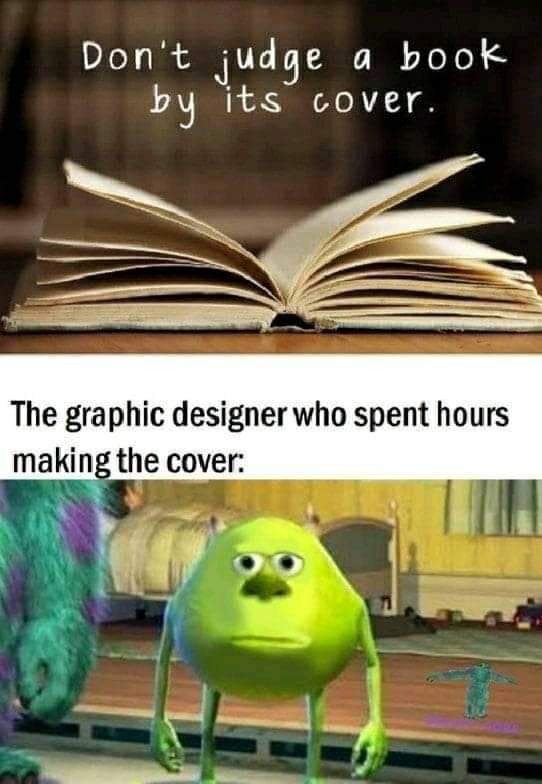 Don't judge a book
by its cover.
The graphic designer who spent hours
making the cover: